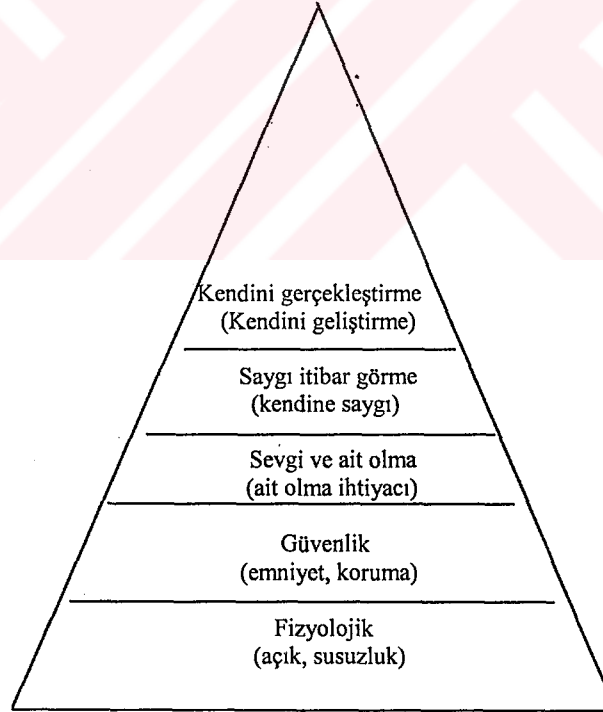 Kendini gerçekleştirme
(Kendini geliştirme)
Saygı itibar görme
(kendine saygı)
Sevgi ve ait olma
(ait olma ihtiyacı)
Güvenlik
(emniyet, koruma)
Fizyolojik
(açık, susuzluk)